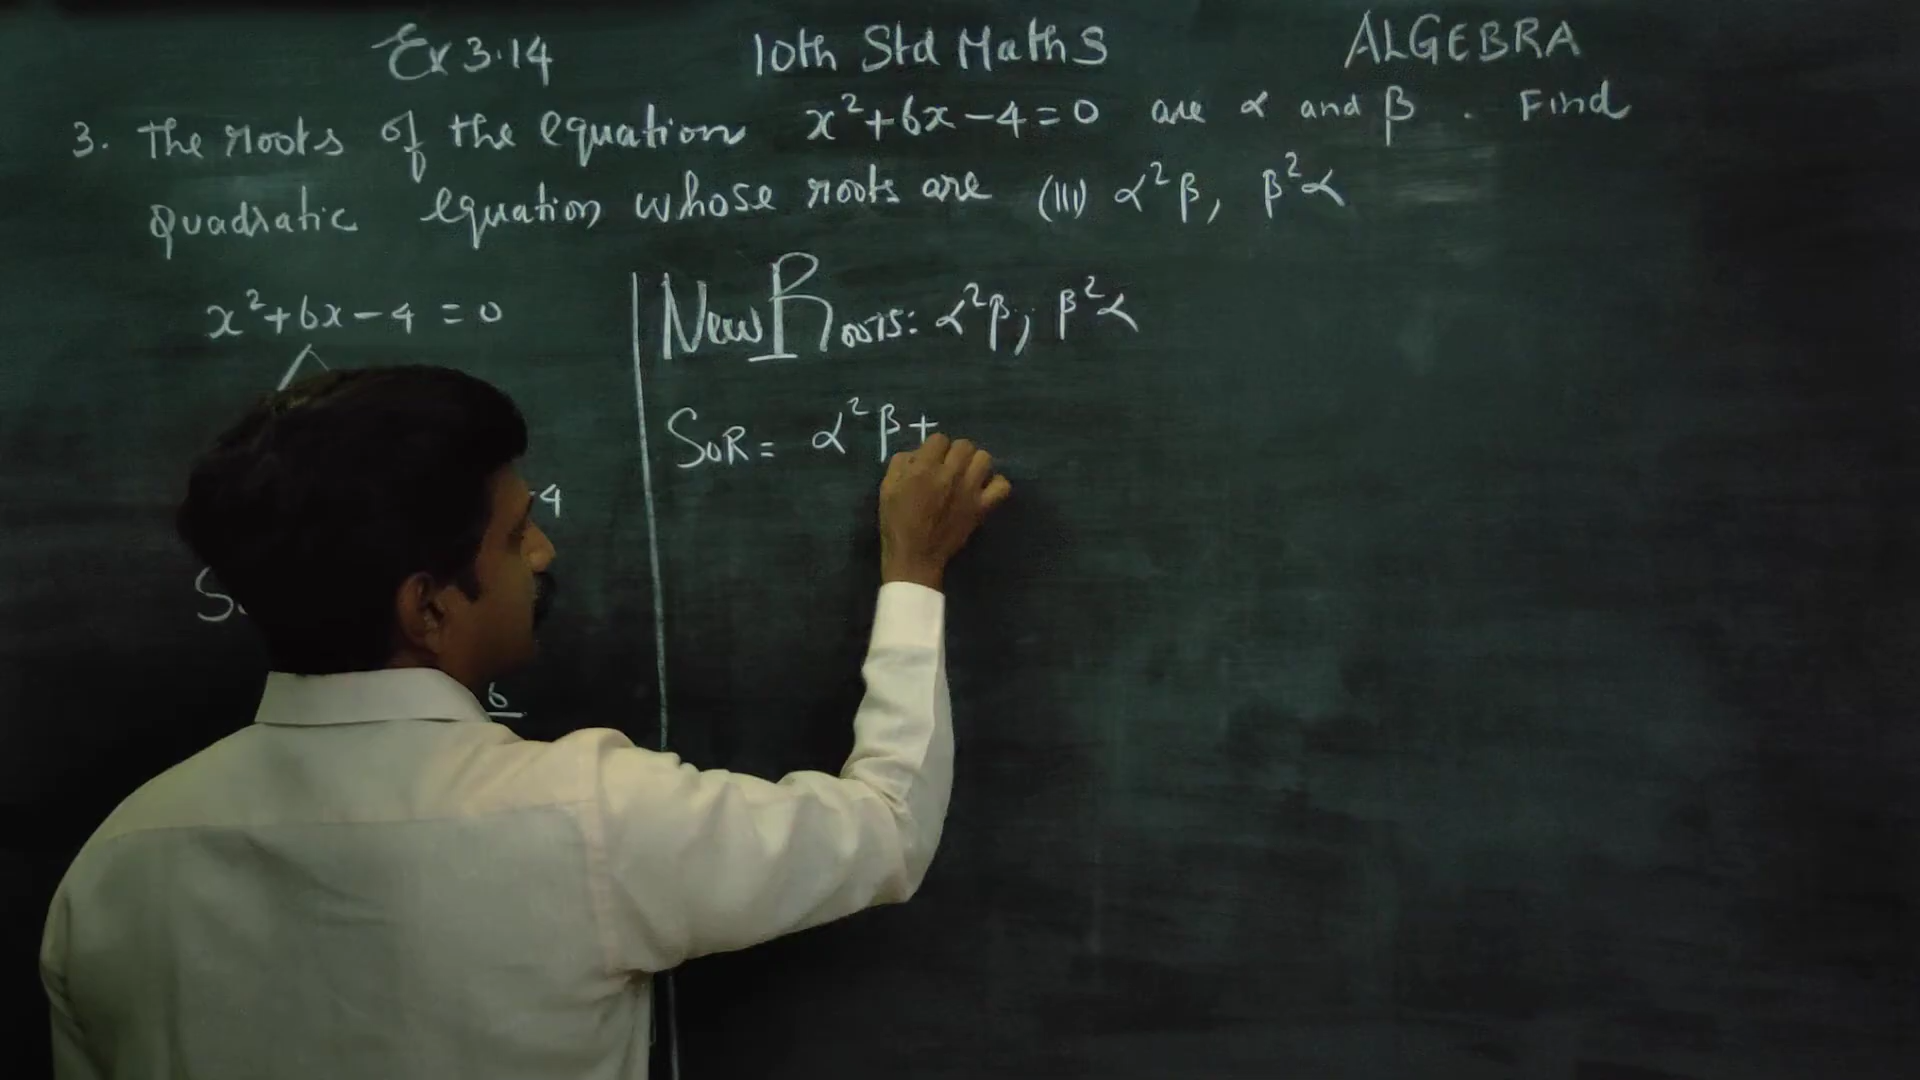 Ex 3.14 10th Std Maths ALGEBRA
3. The roots of the equation x²+6x-4=0 are α and β. Find
quadratic equation whose roots are (III) α²β, β²α
x²+6x-4=0
New Roots: α²β, β²α
SOR = α²β+
-4
S.
6